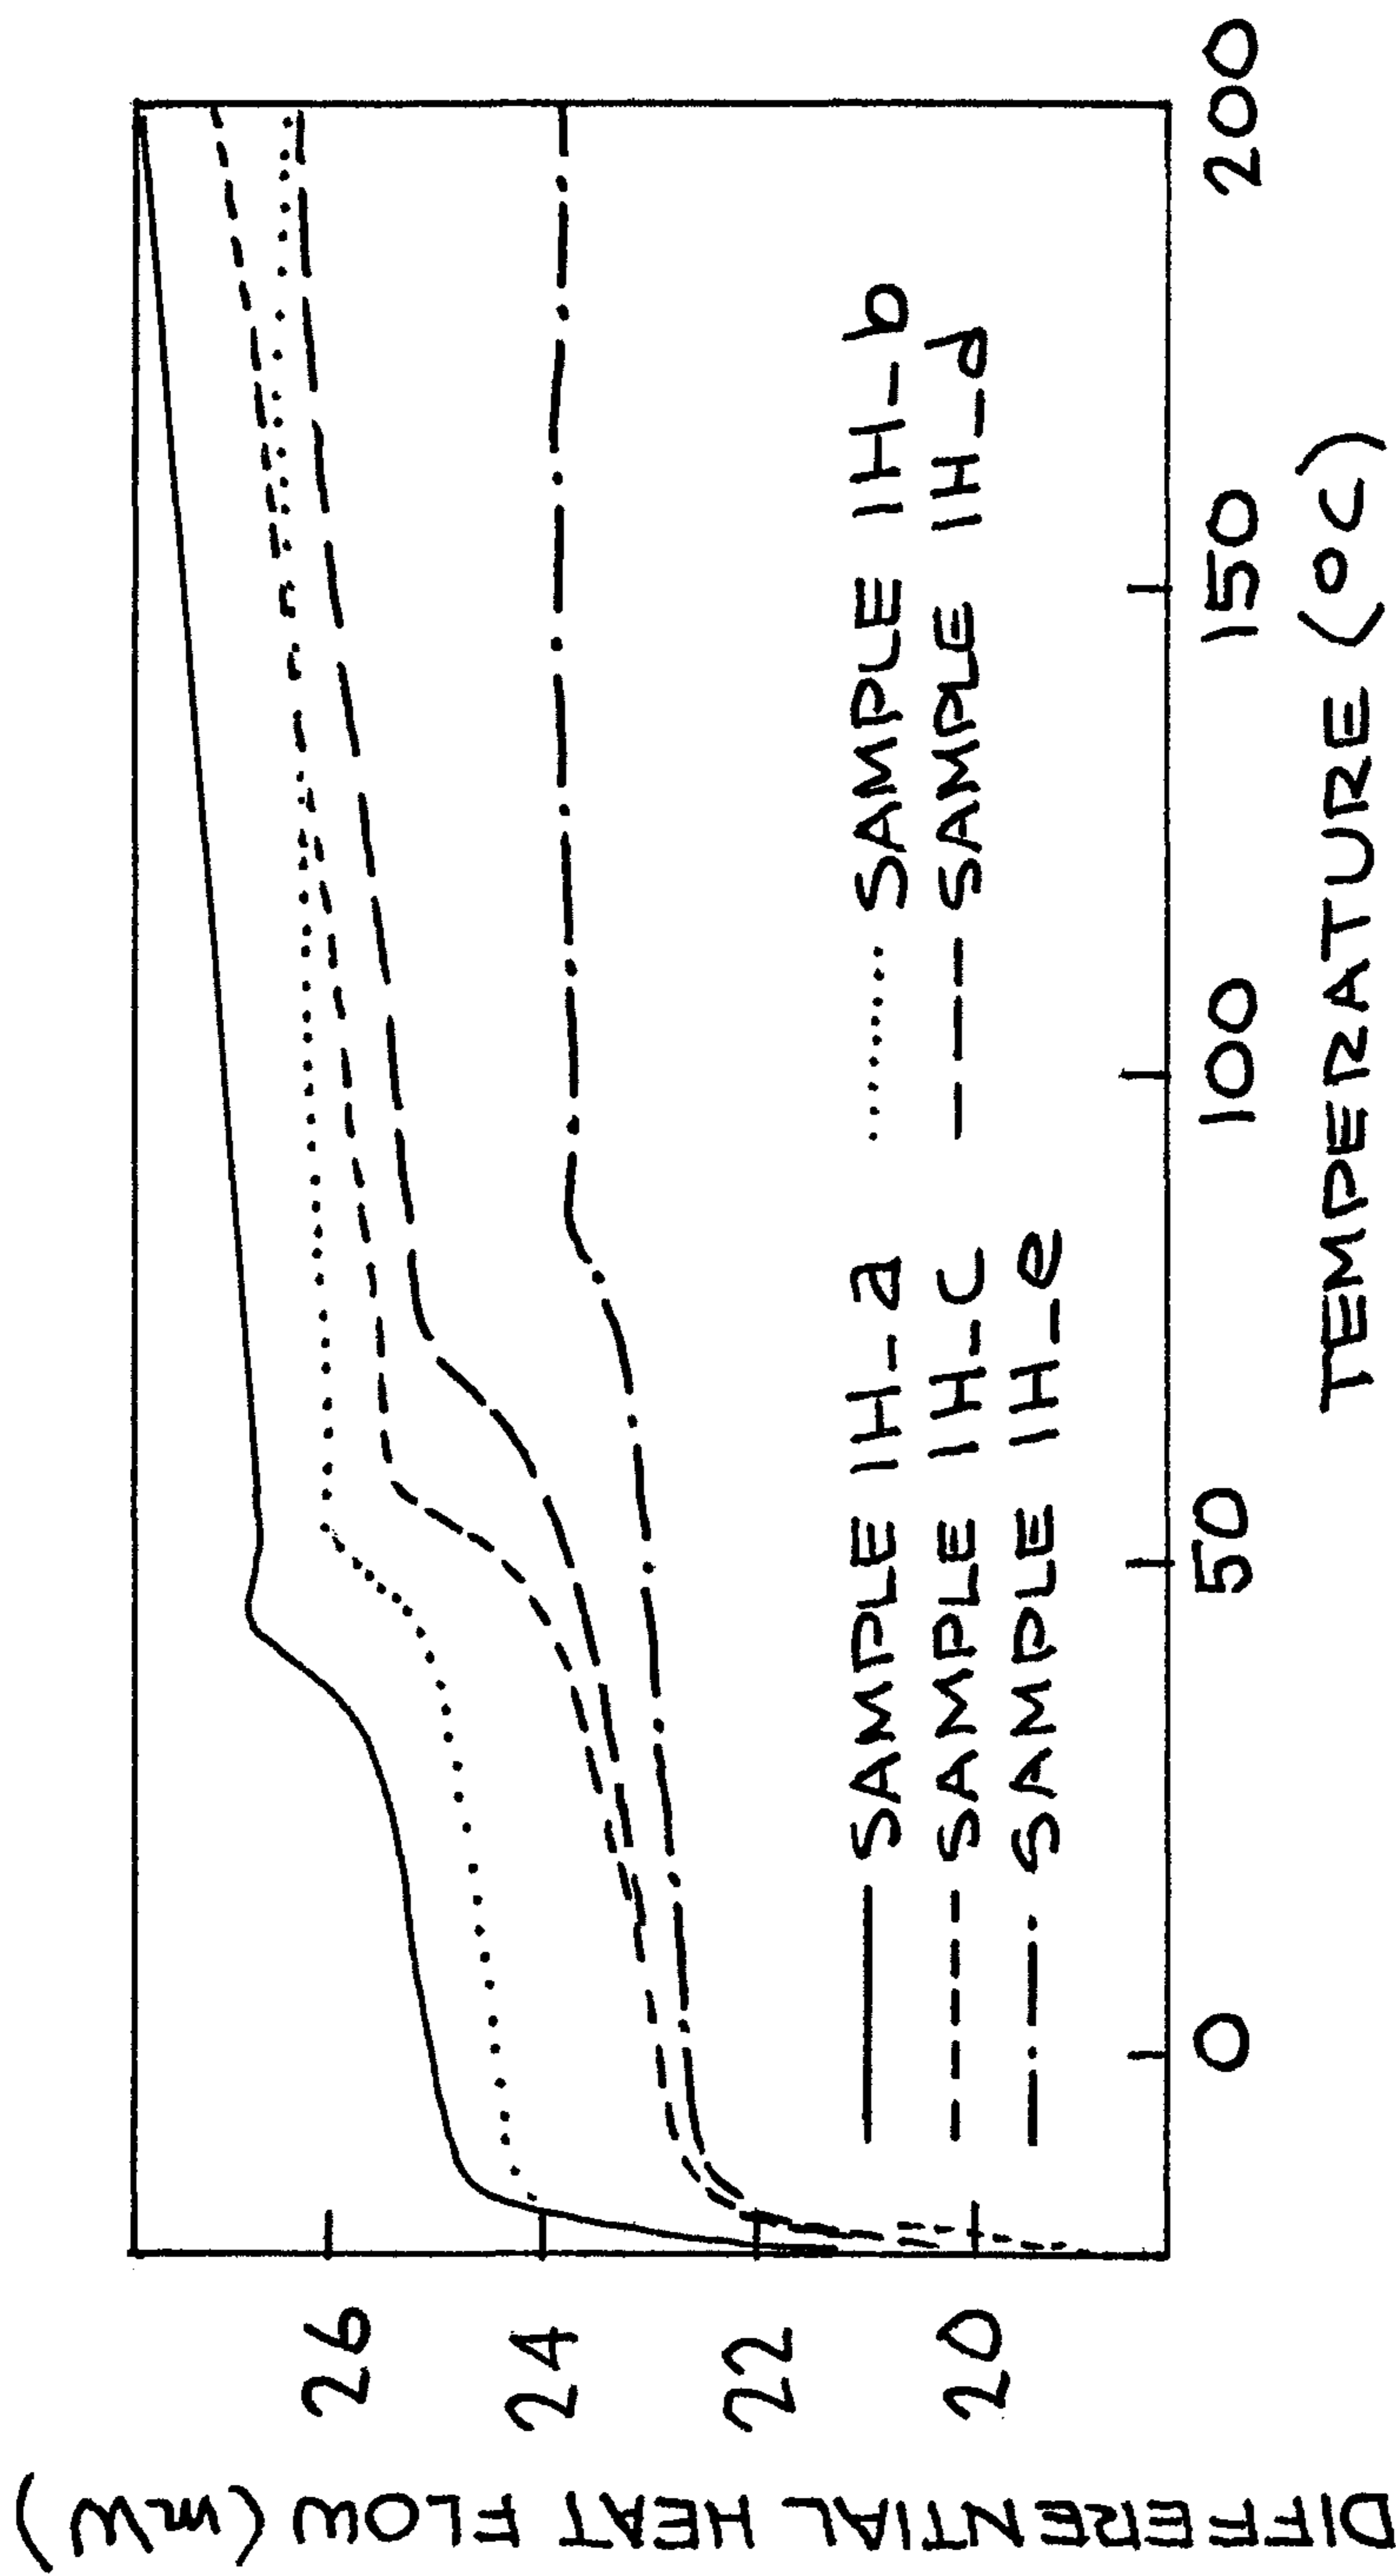 DIFFERENTIAL HEAT FLOW (mW)
26
24
22
20
SAMPLE 1H-a
SAMPLE 1H-b
SAMPLE 1H-c
SAMPLE 1H-d
SAMPLE 1H-e
0 50 100 150 200
TEMPERATURE (°C)